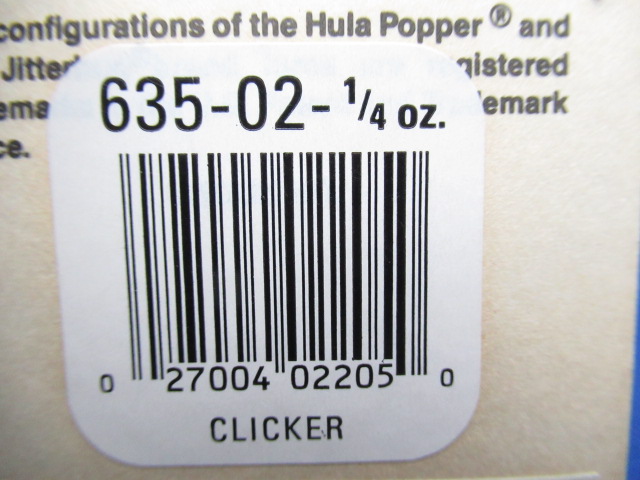 configurations of the Hula Popper® and
Jitter gistered
emark
ce.
635-02-1/4 oz.
0 27004 02205 0
CLICKER